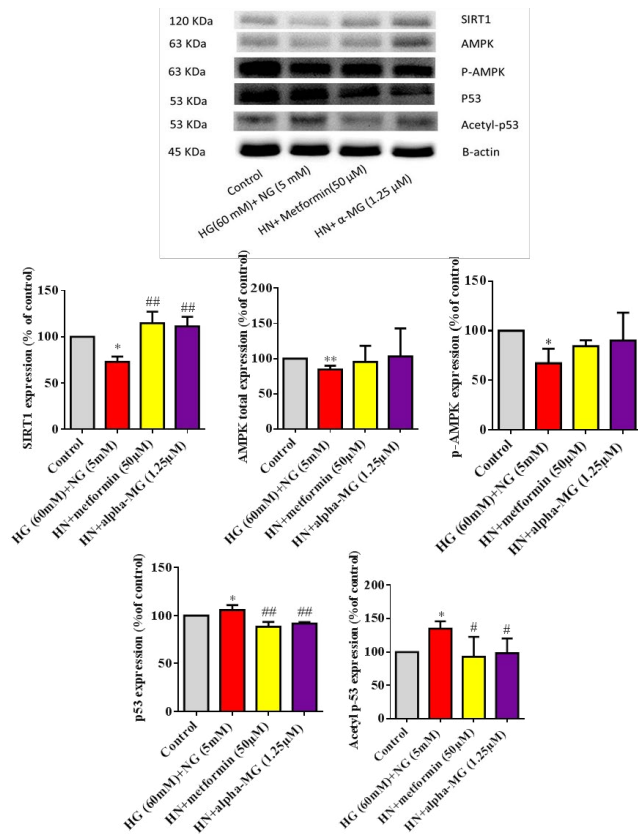 120 KDa SIRT1
63 KDa AMPK
63 KDa P-AMPK
53 KDa P53
53 KDa Acetyl-p53
45 KDa B-actin
Control
HG(60 mM)+ NG (5 mM)
HN+ Metformin(50 µM)
HN+ α-MG (1.25 µM)
SIRT1 expression (% of control)
150
100
50
0
* ## ##
Control
HG (60mM)+NG (5mM)
HN+metformin (50µM)
HN+alpha-MG (1.25µM)
AMPK total expression (% of control)
200
150
100
50
0
**
Control
HG (60mM)+NG (5mM)
HN+metformin (50µM)
HN+alpha-MG (1.25µM)
p-AMPK expression (%of control)
150
100
50
0
*
Control
HG (60mM)+NG (5mM)
HN+metformin (50µM)
HN+alpha-MG (1.25µM)
p53 expression (%of control)
150
100
50
0
* ## ##
Control
HG (60mM)+NG (5mM)
HN+metformin (50µM)
HN+alpha-MG (1.25µM)
Acetyl p-53 expression (%of control)
200
150
100
50
0
* # #
Control
HG (60mM)+NG (5mM)
HN+metformin (50µM)
HN+alpha-MG (1.25µM)